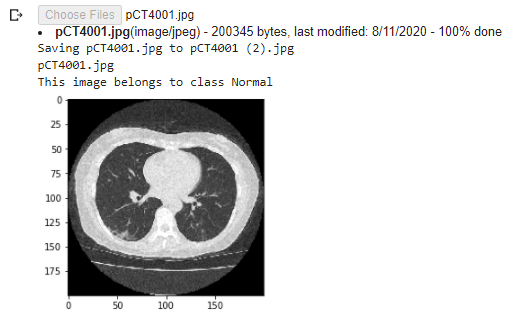 Choose Files pCT4001.jpg
• pCT4001.jpg(image/jpeg) - 200345 bytes, last modified: 8/11/2020 - 100% done
Saving pCT4001.jpg to pCT4001 (2).jpg
pCT4001.jpg
This image belongs to class Normal
0
25
50
75
100
125
150
175
0 50 100 150